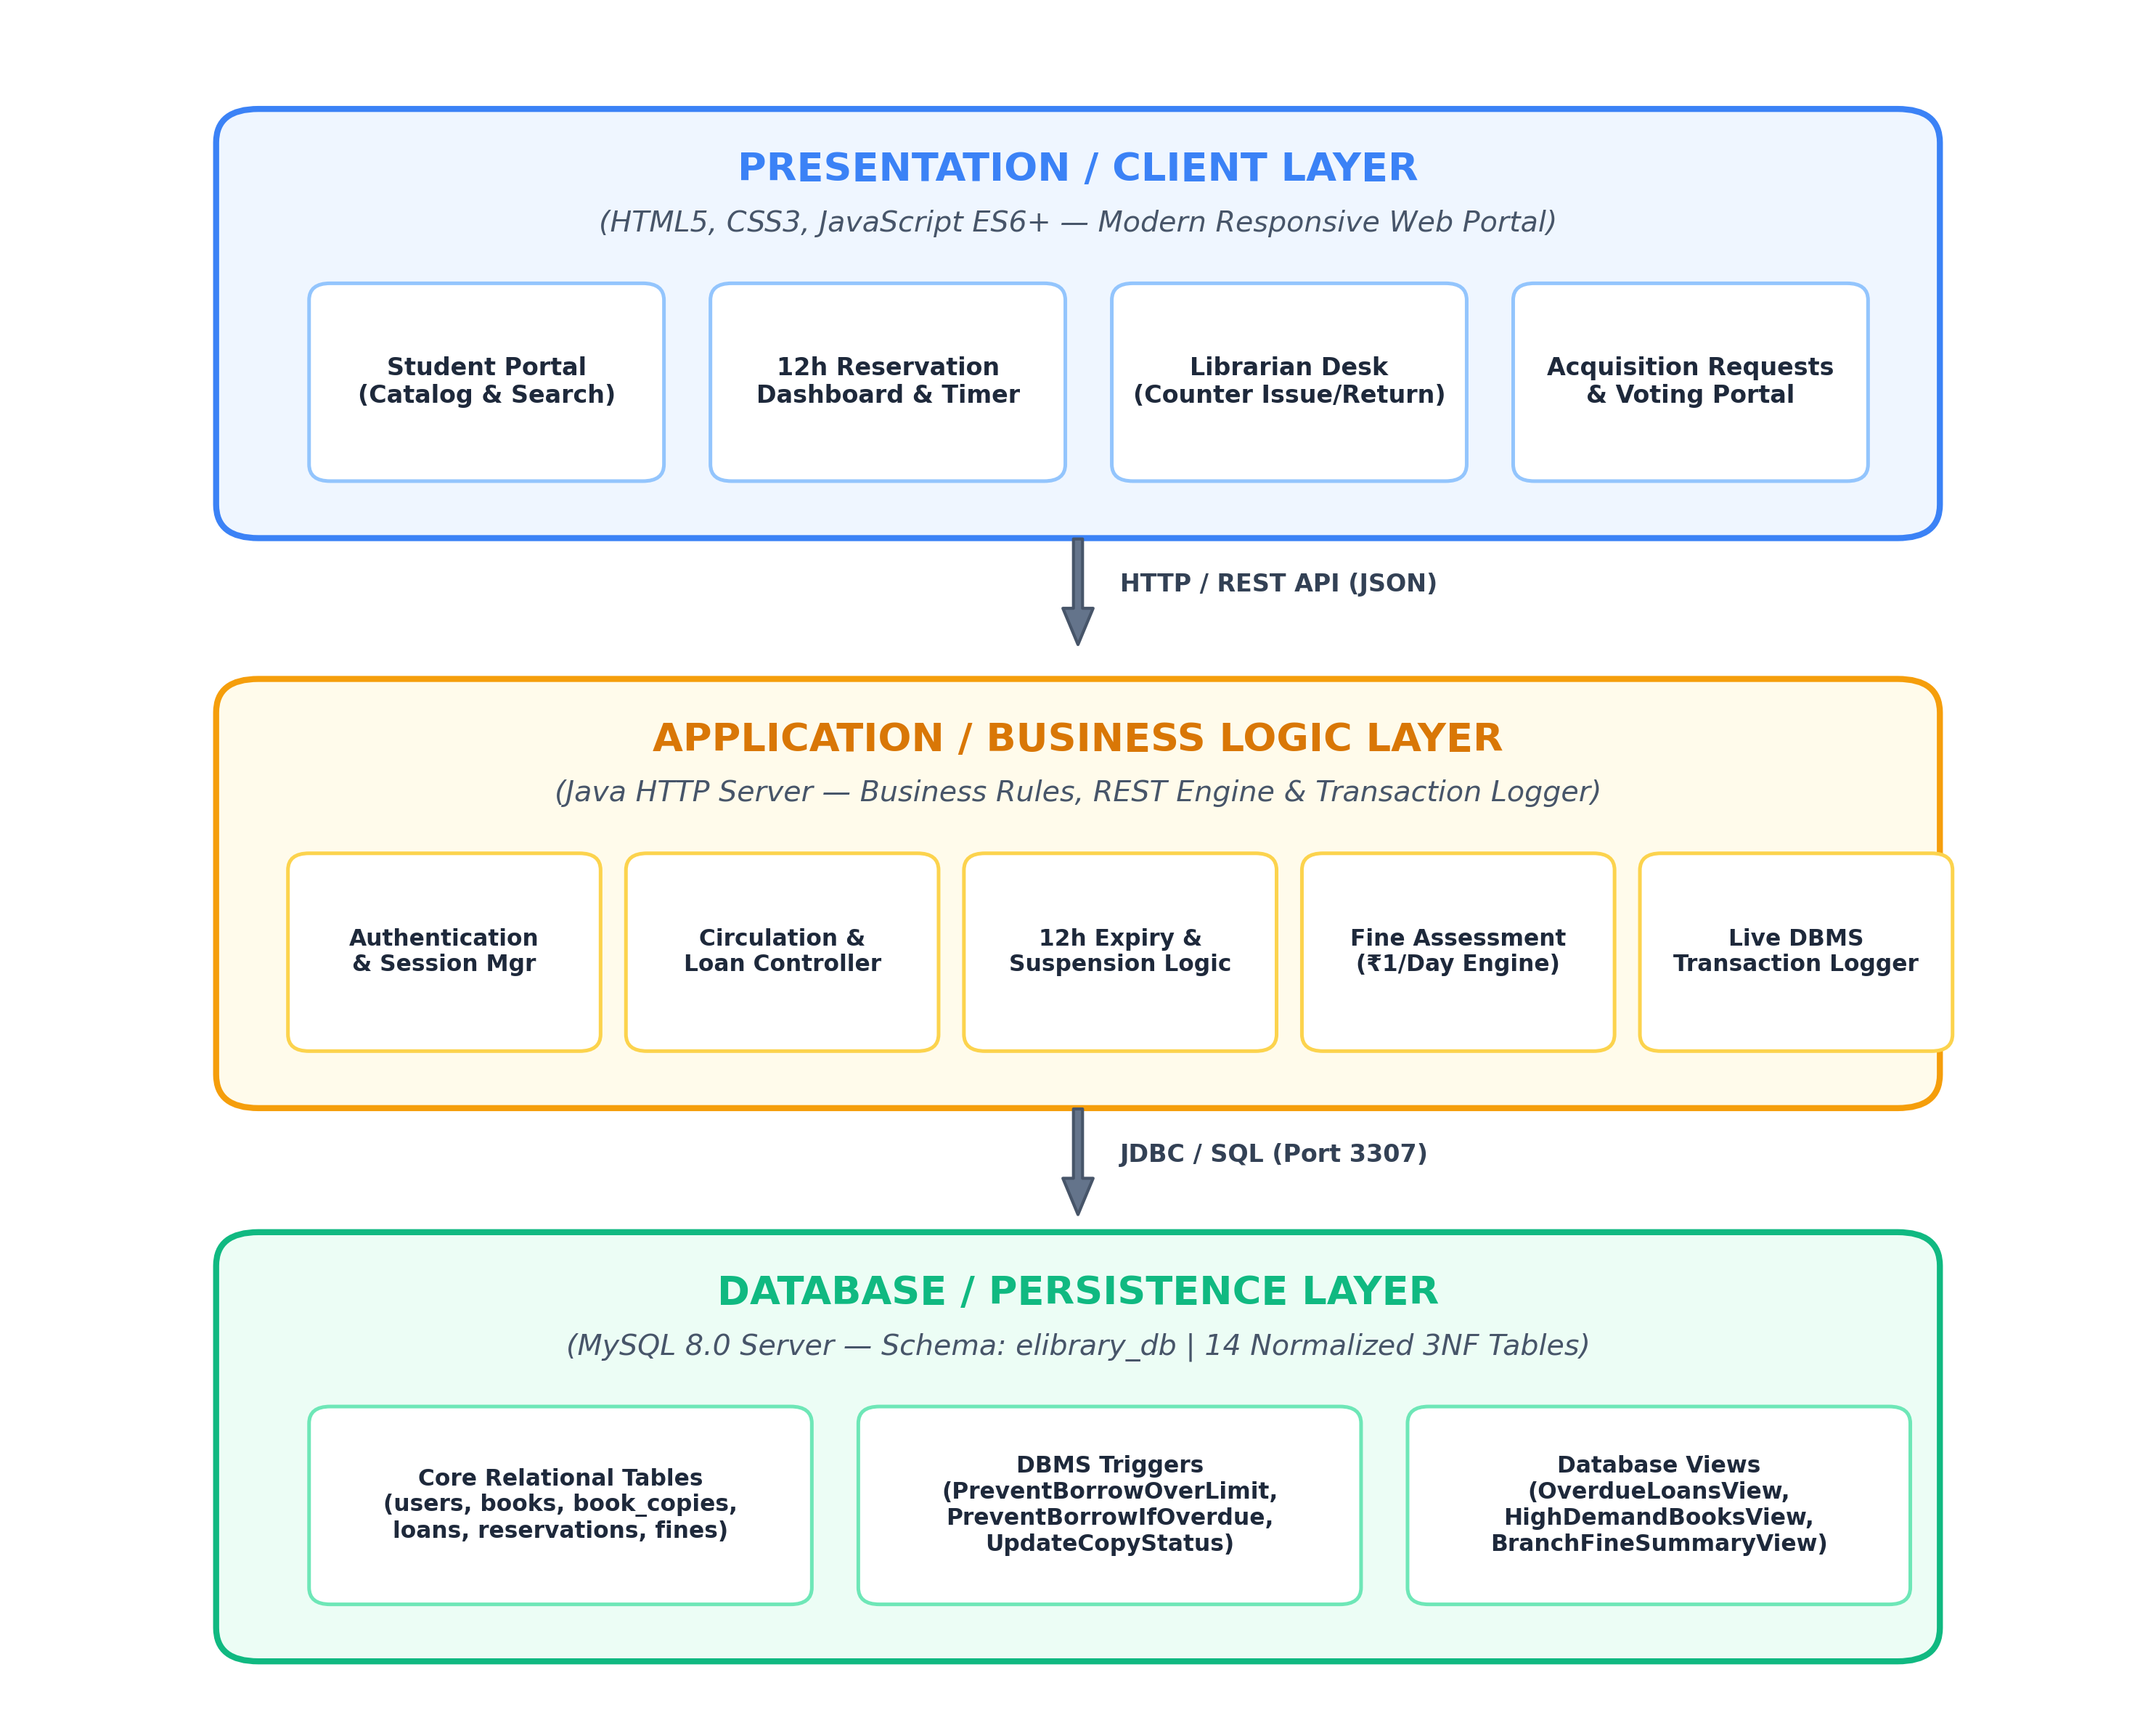 PRESENTATION / CLIENT LAYER
(HTML5, CSS3, JavaScript ES6+ — Modern Responsive Web Portal)
Student Portal
(Catalog & Search)
12h Reservation
Dashboard & Timer
Librarian Desk
(Counter Issue/Return)
Acquisition Requests
& Voting Portal
HTTP / REST API (JSON)
APPLICATION / BUSINESS LOGIC LAYER
(Java HTTP Server — Business Rules, REST Engine & Transaction Logger)
Authentication
& Session Mgr
Circulation &
Loan Controller
12h Expiry &
Suspension Logic
Fine Assessment
(₹1/Day Engine)
Live DBMS
Transaction Logger
JDBC / SQL (Port 3307)
DATABASE / PERSISTENCE LAYER
(MySQL 8.0 Server — Schema: elibrary_db | 14 Normalized 3NF Tables)
Core Relational Tables
(users, books, book_copies,
loans, reservations, fines)
DBMS Triggers
(PreventBorrowOverLimit,
PreventBorrowIfOverdue,
UpdateCopyStatus)
Database Views
(OverdueLoansView,
HighDemandBooksView,
BranchFineSummaryView)